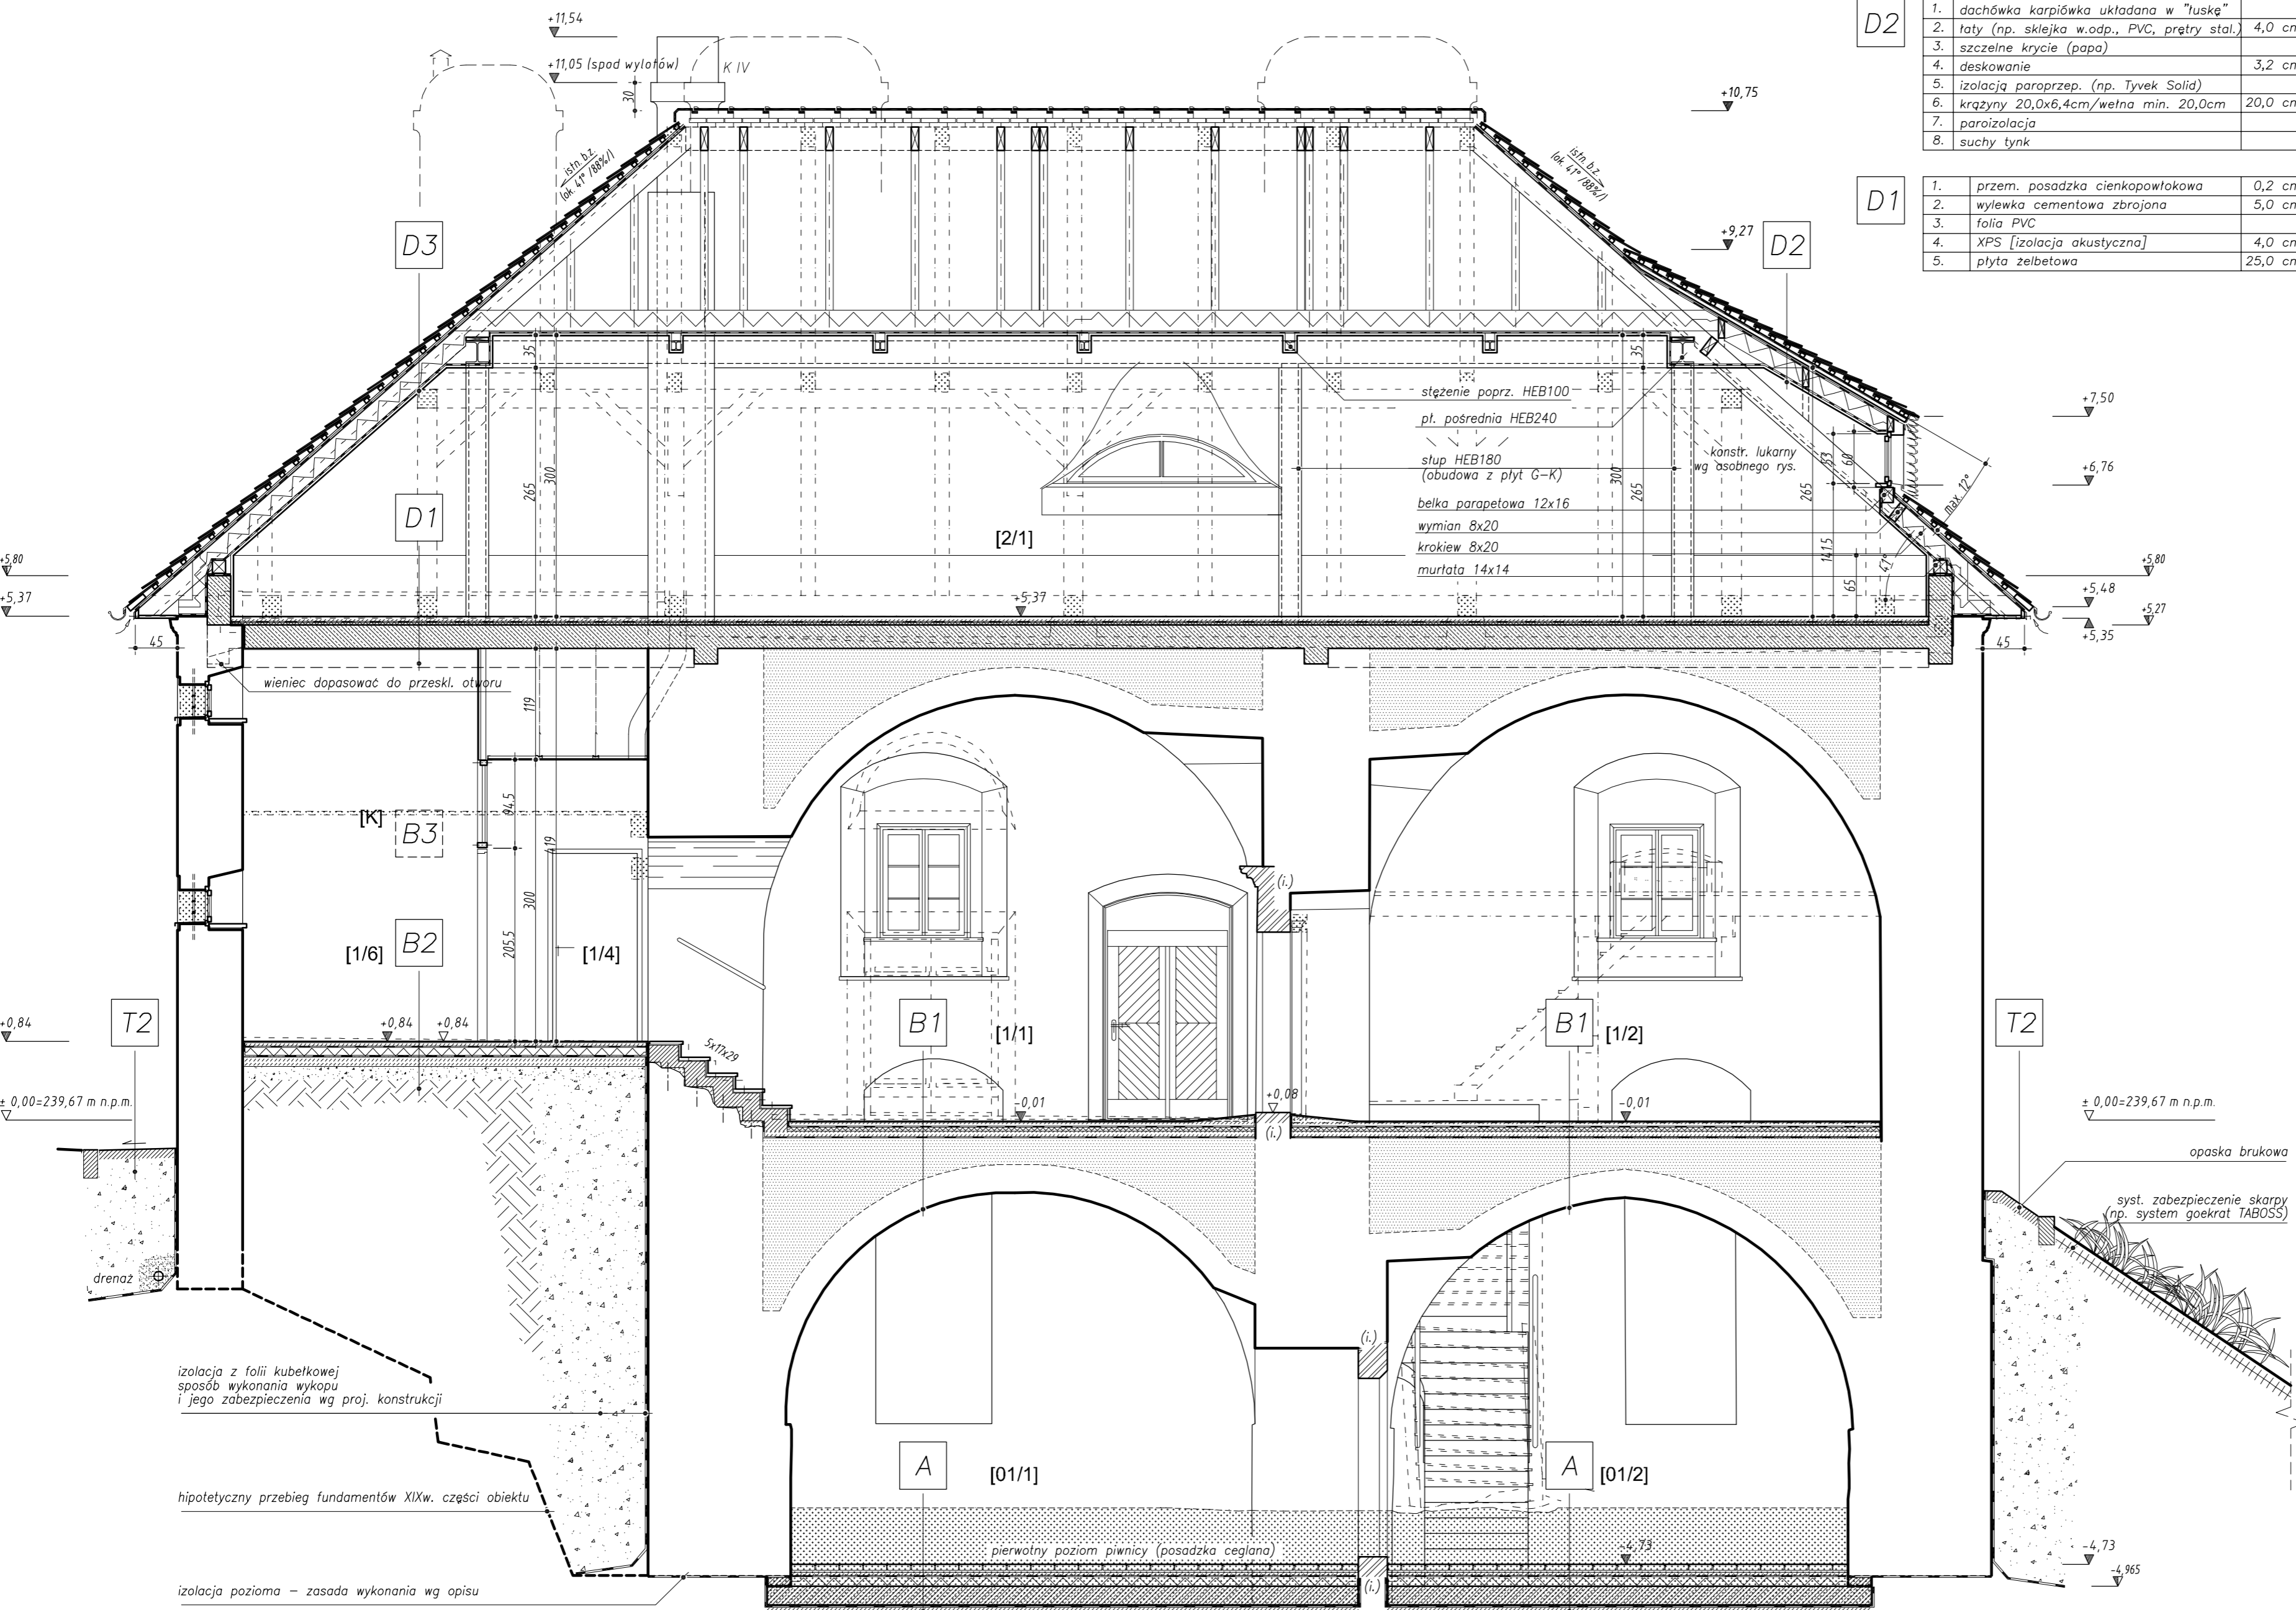 +11,54
+11,05 (spod wylotów)
K IV
30
D2
1. dachówka karpiówka układana w "łuskę"
2. łaty (np. sklejka w.odp., PVC, prętry stal.) 4,0 cm
3. szczelne krycie (papa)
4. deskowanie 3,2 cm
5. izolacją paroprzep. (np. Tyvek Solid)
6. krążyny 20,0x6,4cm/wełna min. 20,0cm 20,0 cm
7. paroizolacja
8. suchy tynk
+10,75
istn. b.z.
lok. 41° /88%/)
istn. b.z.
lok. 41° /88%/)
D1
1. przem. posadzka cienkopowłokowa 0,2 cm
2. wylewka cementowa zbrojona 5,0 cm
3. folia PVC
4. XPS [izolacja akustyczna] 4,0 cm
5. płyta żelbetowa 25,0 cm
D3
+9,27
D2
35
35
stężenie poprz. HEB100
pł. pośrednia HEB240
słup HEB180
(obudowa z płyt G-K)
konstr. lukarny
wg osobnego rys.
belka parapetowa 12x16
wymian 8x20
krokiew 8x20
murłata 14x14
+7,50
+6,76
max. 12°
53
60
265
300
300
265
265
141.5
65
41°
D1
[2/1]
+5,80
+5,37
+5,37
+5,80
+5,48
+5,27
+5,35
45
45
wieniec dopasować do przeskl. otworu
119
94.5
419
300
205.5
[K]
B3
[1/6]
B2
[1/4]
(i.)
T2
B1
[1/1]
B1
[1/2]
T2
+0,84
+0,84
+0,84
5x17x29
± 0,00=239,67 m n.p.m.
-0,01
+0,08
(i.)
-0,01
± 0,00=239,67 m n.p.m.
opaska brukowa
syst. zabezpieczenie skarpy
(np. system goekrat TABOSS)
drenaż
(i.)
izolacja z folii kubełkowej
sposób wykonania wykopu
i jego zabezpieczenia wg proj. konstrukcji
A
[01/1]
A
[01/2]
hipotetyczny przebieg fundamentów XIXw. części obiektu
pierwotny poziom piwnicy (posadzka ceglana)
-4,73
-4,73
-4,965
(i.)
izolacja pozioma – zasada wykonania wg opisu